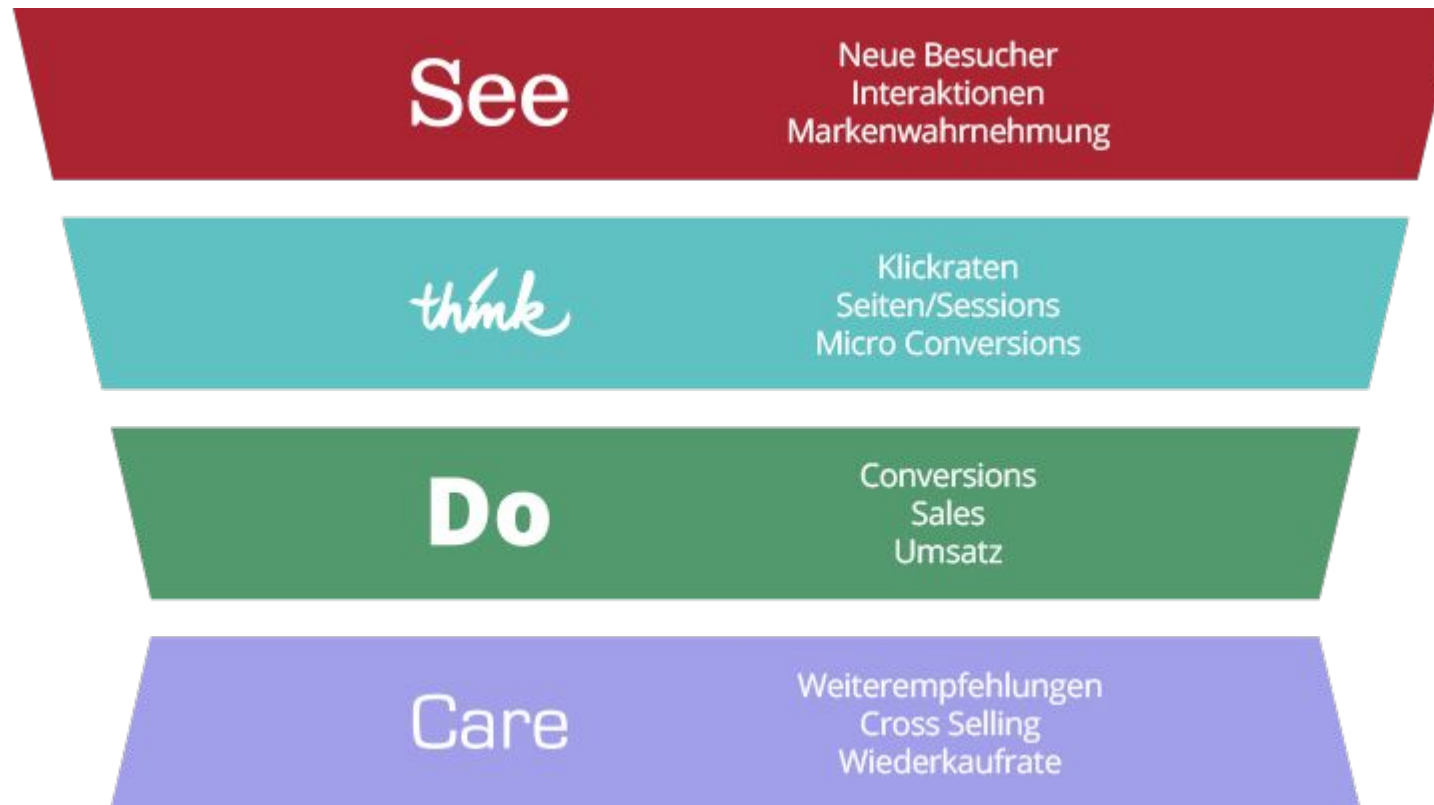 See
Neue Besucher
Interaktionen
Markenwahrnehmung
think
Klickraten
Seiten/Sessions
Micro Conversions
Do
Conversions
Sales
Umsatz
Care
Weiterempfehlungen
Cross Selling
Wiederkaufrate